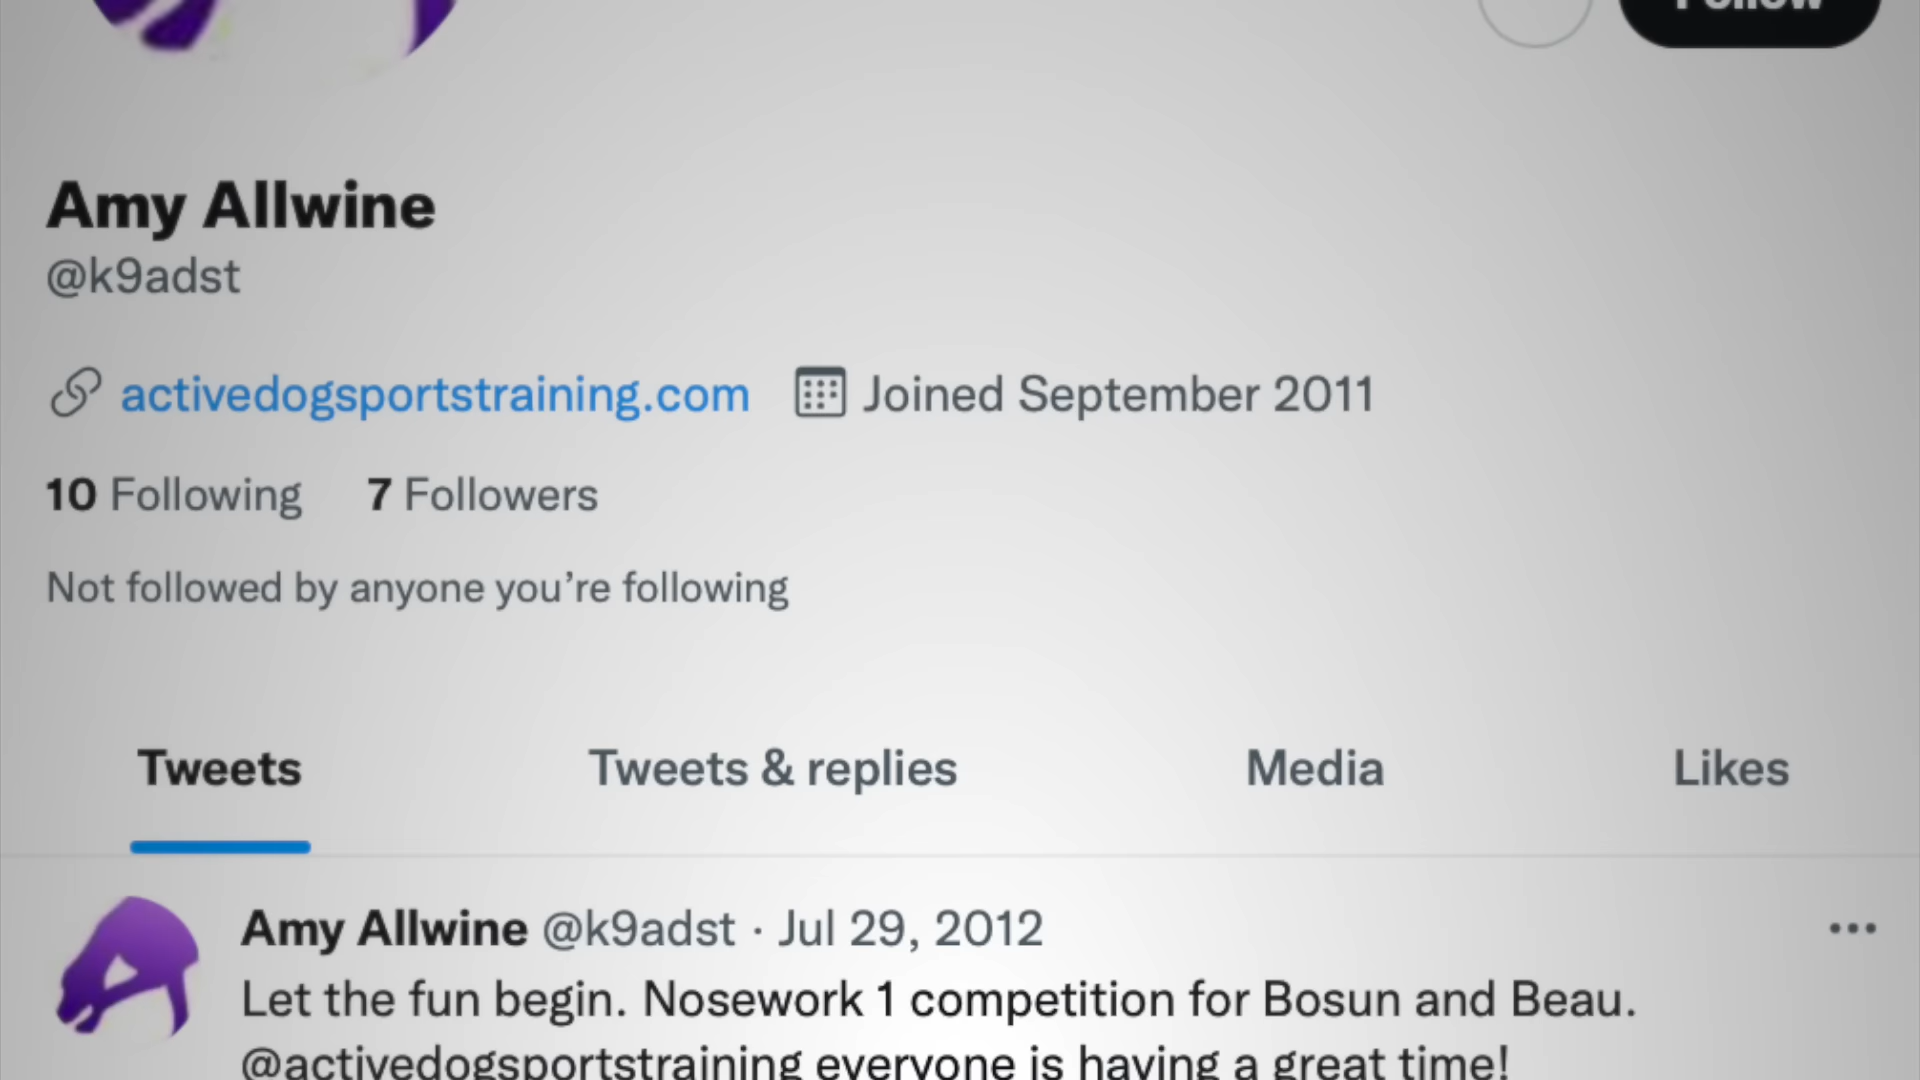 Follow
Amy Allwine
@k9adst
activedogsportstraining.com Joined September 2011
10 Following 7 Followers
Not followed by anyone you’re following
Tweets Tweets & replies Media Likes
Amy Allwine @k9adst · Jul 29, 2012
Let the fun begin. Nosework 1 competition for Bosun and Beau.
@activedogsportstraining everyone is having a great time!